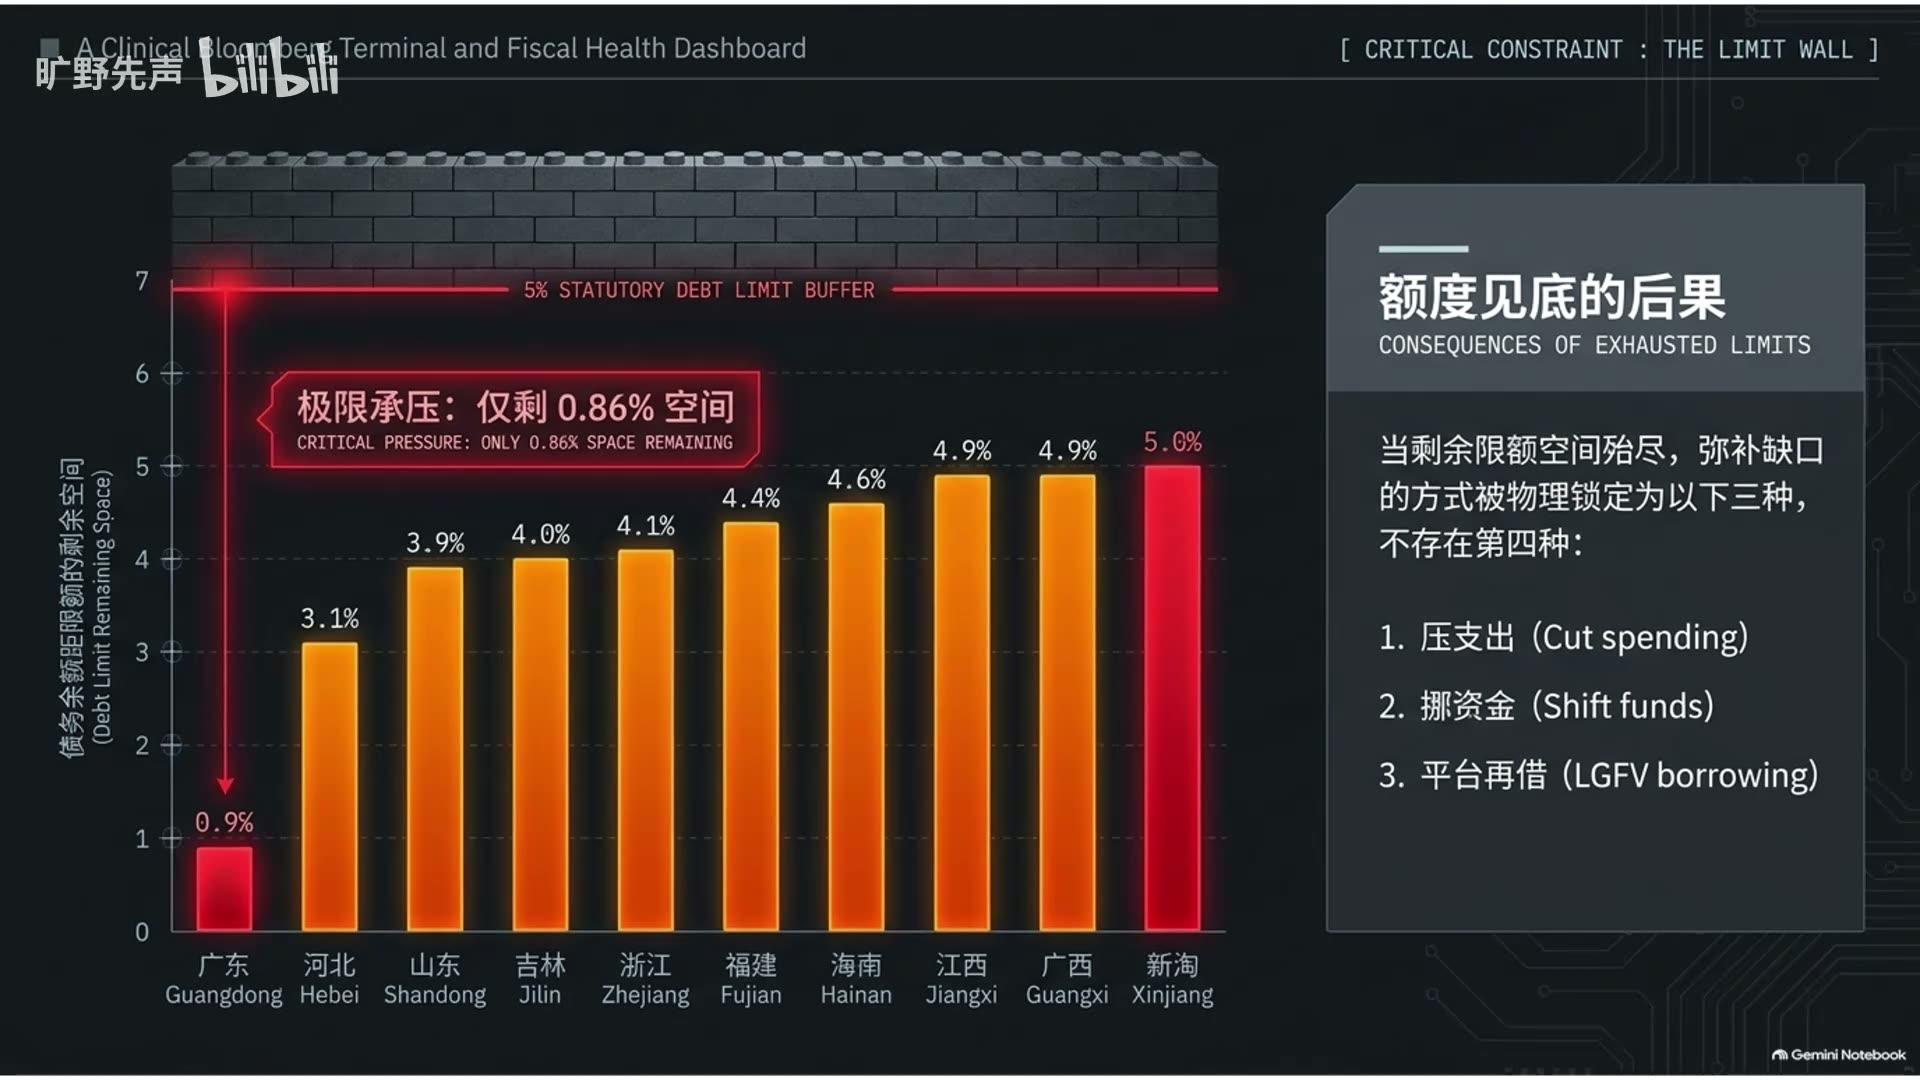 A Clinical Bloomberg Terminal and Fiscal Health Dashboard
旷野先声 bilibili
[ CRITICAL CONSTRAINT : THE LIMIT WALL ]
7
5% STATUTORY DEBT LIMIT BUFFER
6
极限承压：仅剩 0.86% 空间
CRITICAL PRESSURE: ONLY 0.86% SPACE REMAINING
5
4
3
2
1
0
债务余额距限额的剩余空间
(Debt Limit Remaining Space)
0.9%
3.1%
3.9%
4.0%
4.1%
4.4%
4.6%
4.9%
4.9%
5.0%
广东
Guangdong
河北
Hebei
山东
Shandong
吉林
Jilin
浙江
Zhejiang
福建
Fujian
海南
Hainan
江西
Jiangxi
广西
Guangxi
新淘
Xinjiang
额度见底的后果
CONSEQUENCES OF EXHAUSTED LIMITS
当剩余限额空间殆尽，弥补缺口
的方式被物理锁定为以下三种，
不存在第四种：
1. 压支出（Cut spending）
2. 挪资金（Shift funds）
3. 平台再借（LGFV borrowing）
Gemini Notebook